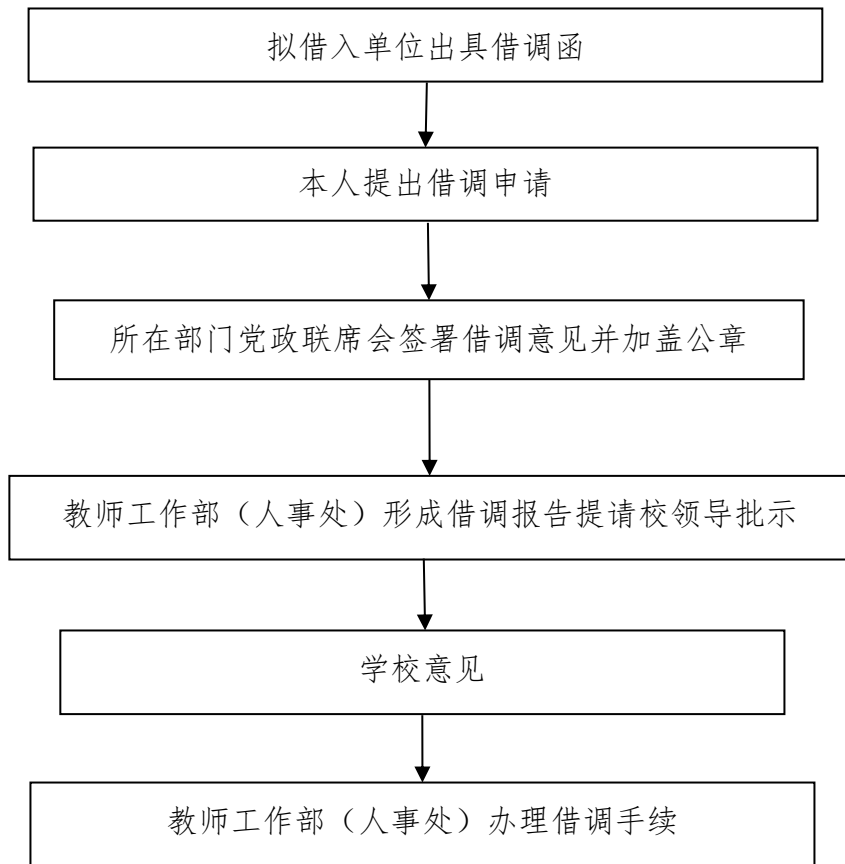 拟借入单位出具借调函
本人提出借调申请
所在部门党政联席会签署借调意见并加盖公章
教师工作部（人事处）形成借调报告提请校领导批示
学校意见
教师工作部（人事处）办理借调手续